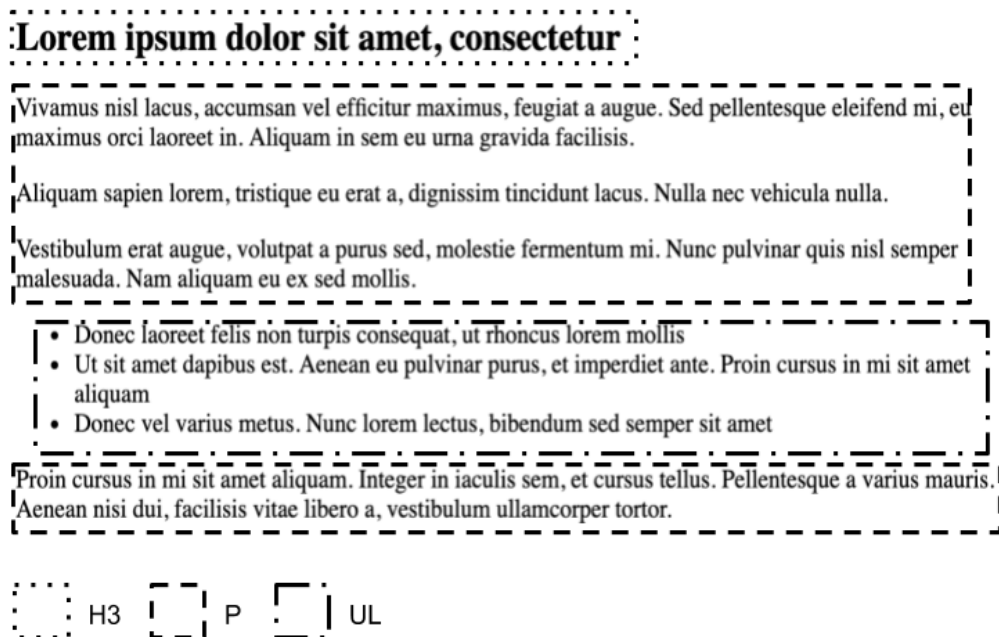 Lorem ipsum dolor sit amet, consectetur
Vivamus nisl lacus, accumsan vel efficitur maximus, feugiat a augue. Sed pellentesque eleifend mi, eu
maximus orci laoreet in. Aliquam in sem eu urna gravida facilisis.
Aliquam sapien lorem, tristique eu erat a, dignissim tincidunt lacus. Nulla nec vehicula nulla.
Vestibulum erat augue, volutpat a purus sed, molestie fermentum mi. Nunc pulvinar quis nisl semper
malesuada. Nam aliquam eu ex sed mollis.
• Donec laoreet felis non turpis consequat, ut rhoncus lorem mollis
• Ut sit amet dapibus est. Aenean eu pulvinar purus, et imperdiet ante. Proin cursus in mi sit amet
aliquam
• Donec vel varius metus. Nunc lorem lectus, bibendum sed semper sit amet
Proin cursus in mi sit amet aliquam. Integer in iaculis sem, et cursus tellus. Pellentesque a varius mauris.
Aenean nisi dui, facilisis vitae libero a, vestibulum ullamcorper tortor.
H3 P UL